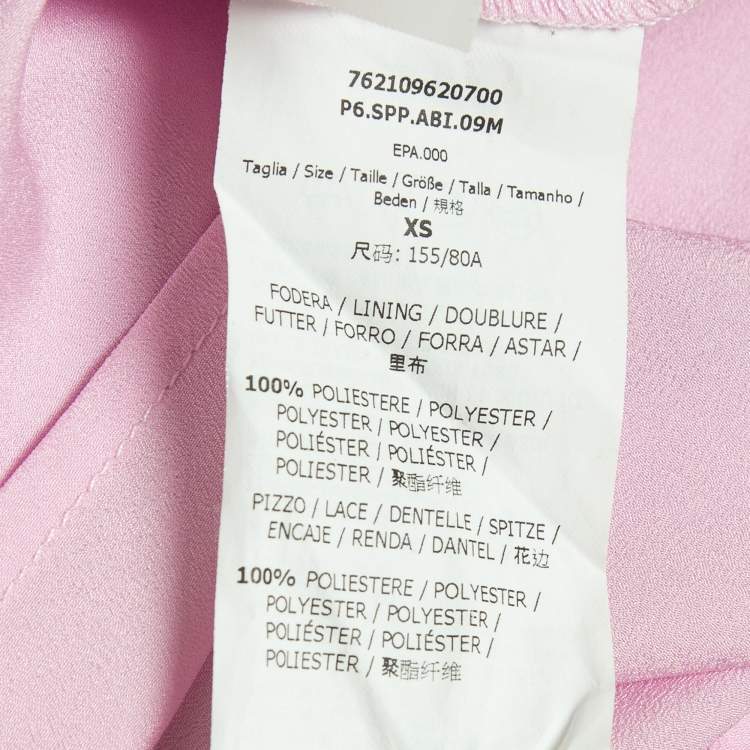 762109620700
P6.SPP.ABI.09M
EPA.000
Taglia / Size / Taille / Größe / Talla / Tamanho /
Beden / 規格
XS
尺码: 155/80A
FODERA / LINING / DOUBLURE /
FUTTER / FORRO / FORRA / ASTAR /
里布
100% POLIESTERE / POLYESTER /
POLYESTER / POLYESTER /
POLIÉSTER / POLIÉSTER /
POLIESTER / 聚酯纤维
PIZZO / LACE / DENTELLE / SPITZE /
ENCAJE / RENDA / DANTEL / 花边
100% POLIESTERE / POLYESTER /
POLYESTER / POLYESTER /
POLIÉSTER / POLIÉSTER /
POLIESTER / 聚酯纤维